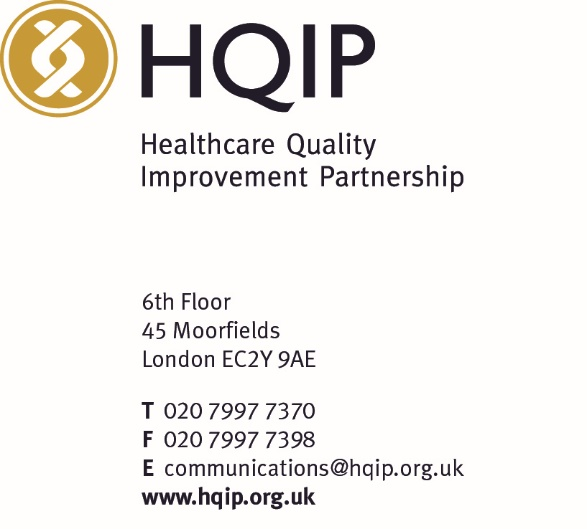 HQIP
Healthcare Quality
Improvement Partnership
6th Floor
45 Moorfields
London EC2Y 9AE
T 020 7997 7370
F 020 7997 7398
E communications@hqip.org.uk
www.hqip.org.uk